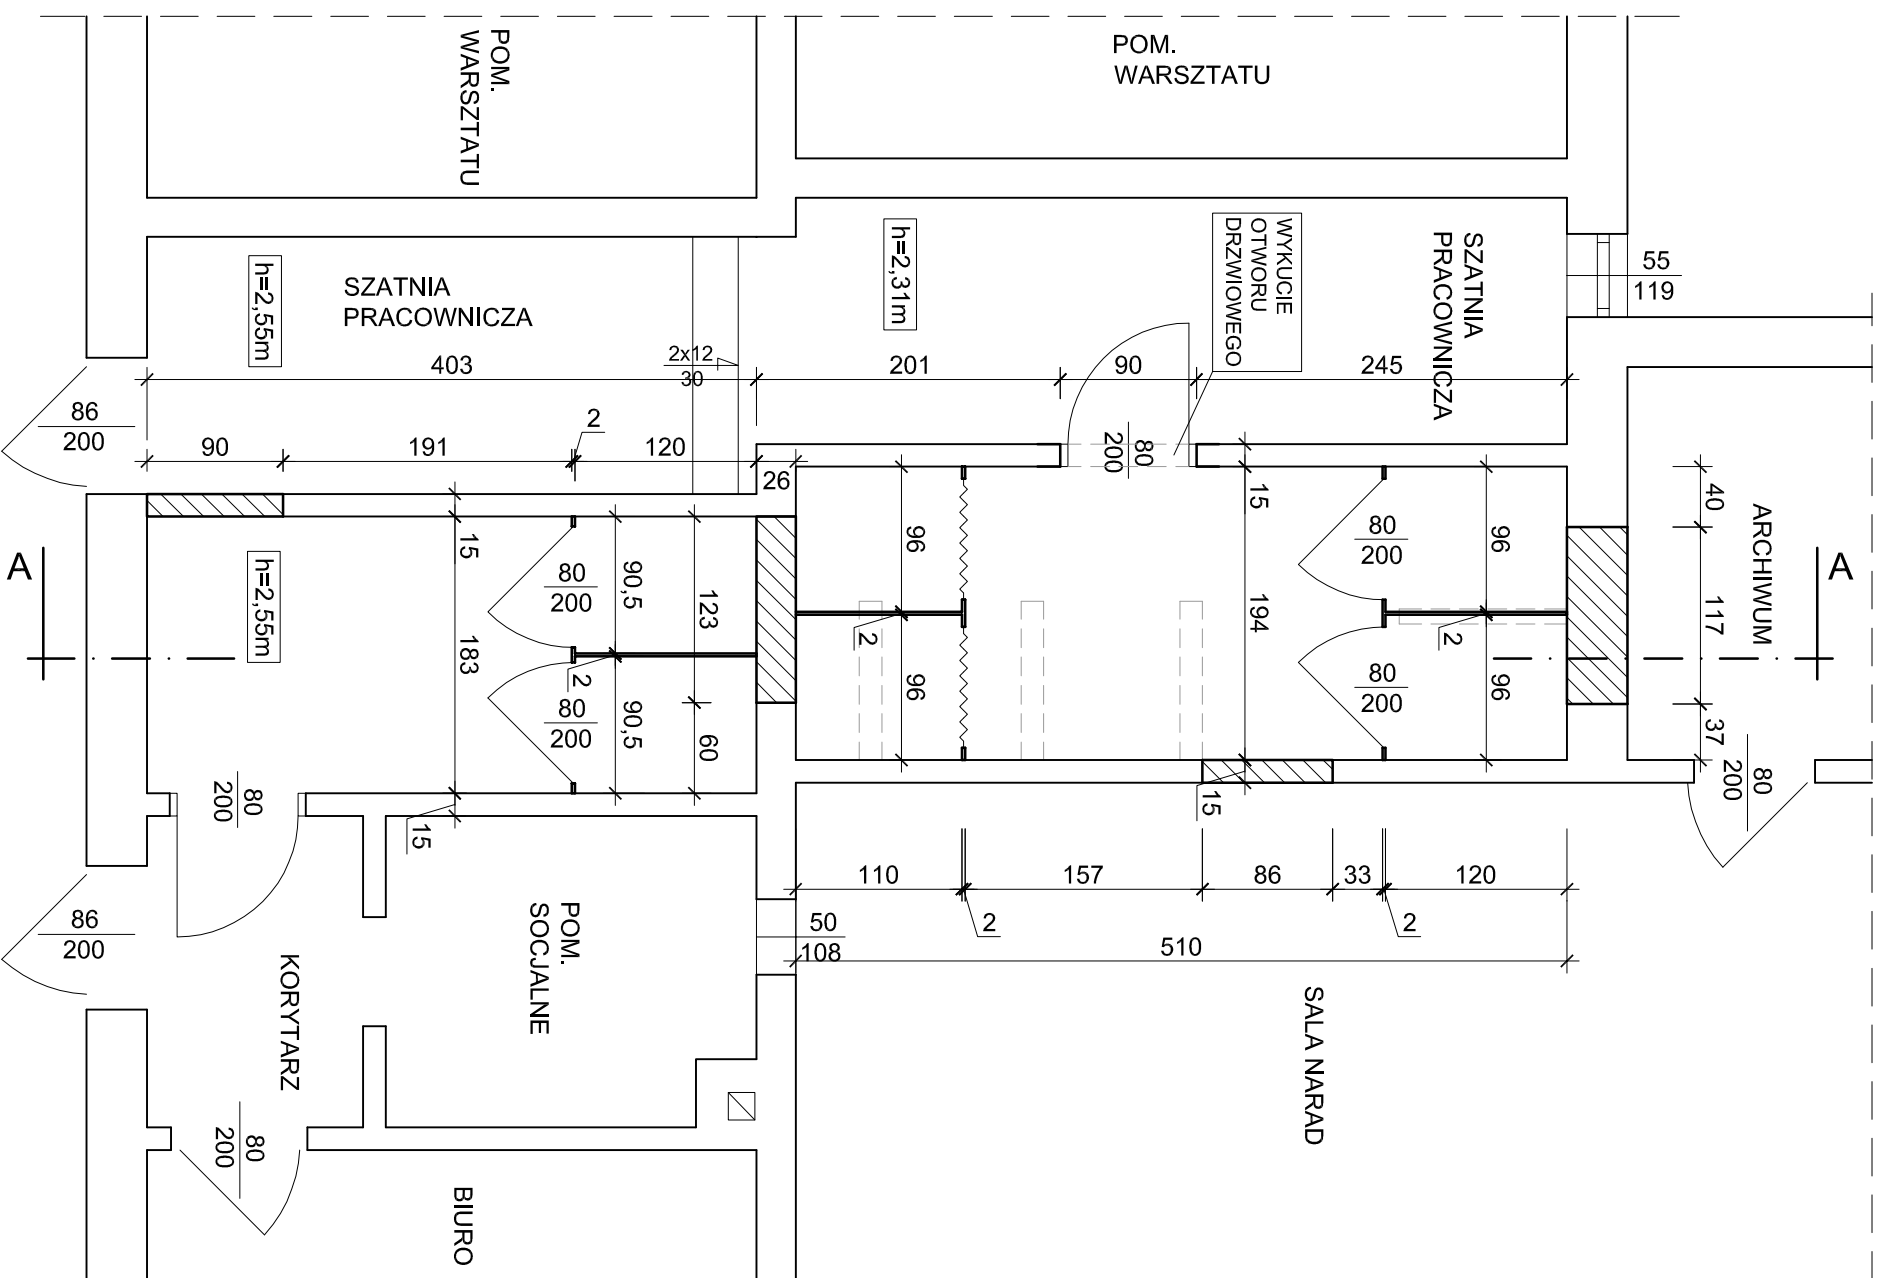 POM.
WARSZTATU
POM.
WARSZTATU
SZATNIA
PRACOWNICZA
h=2,55m
h=2,31m
WYKUCIE
OTWORU
DRZWIOWEGO
SZATNIA
PRACOWNICZA
55
119
403
2x12
30
201
90
245
86
200
90
191
2
120
26
80
200
15
194
96
96
2
96
96
2
80
200
80
200
40
117
37
ARCHIWUM
A
A
h=2,55m
15
183
80
200
80
200
90,5
2
90,5
123
60
80
200
15
15
80
200
110
157
86
33
120
2
2
510
50
108
86
200
KORYTARZ
POM.
SOCJALNE
SALA NARAD
80
200
BIURO